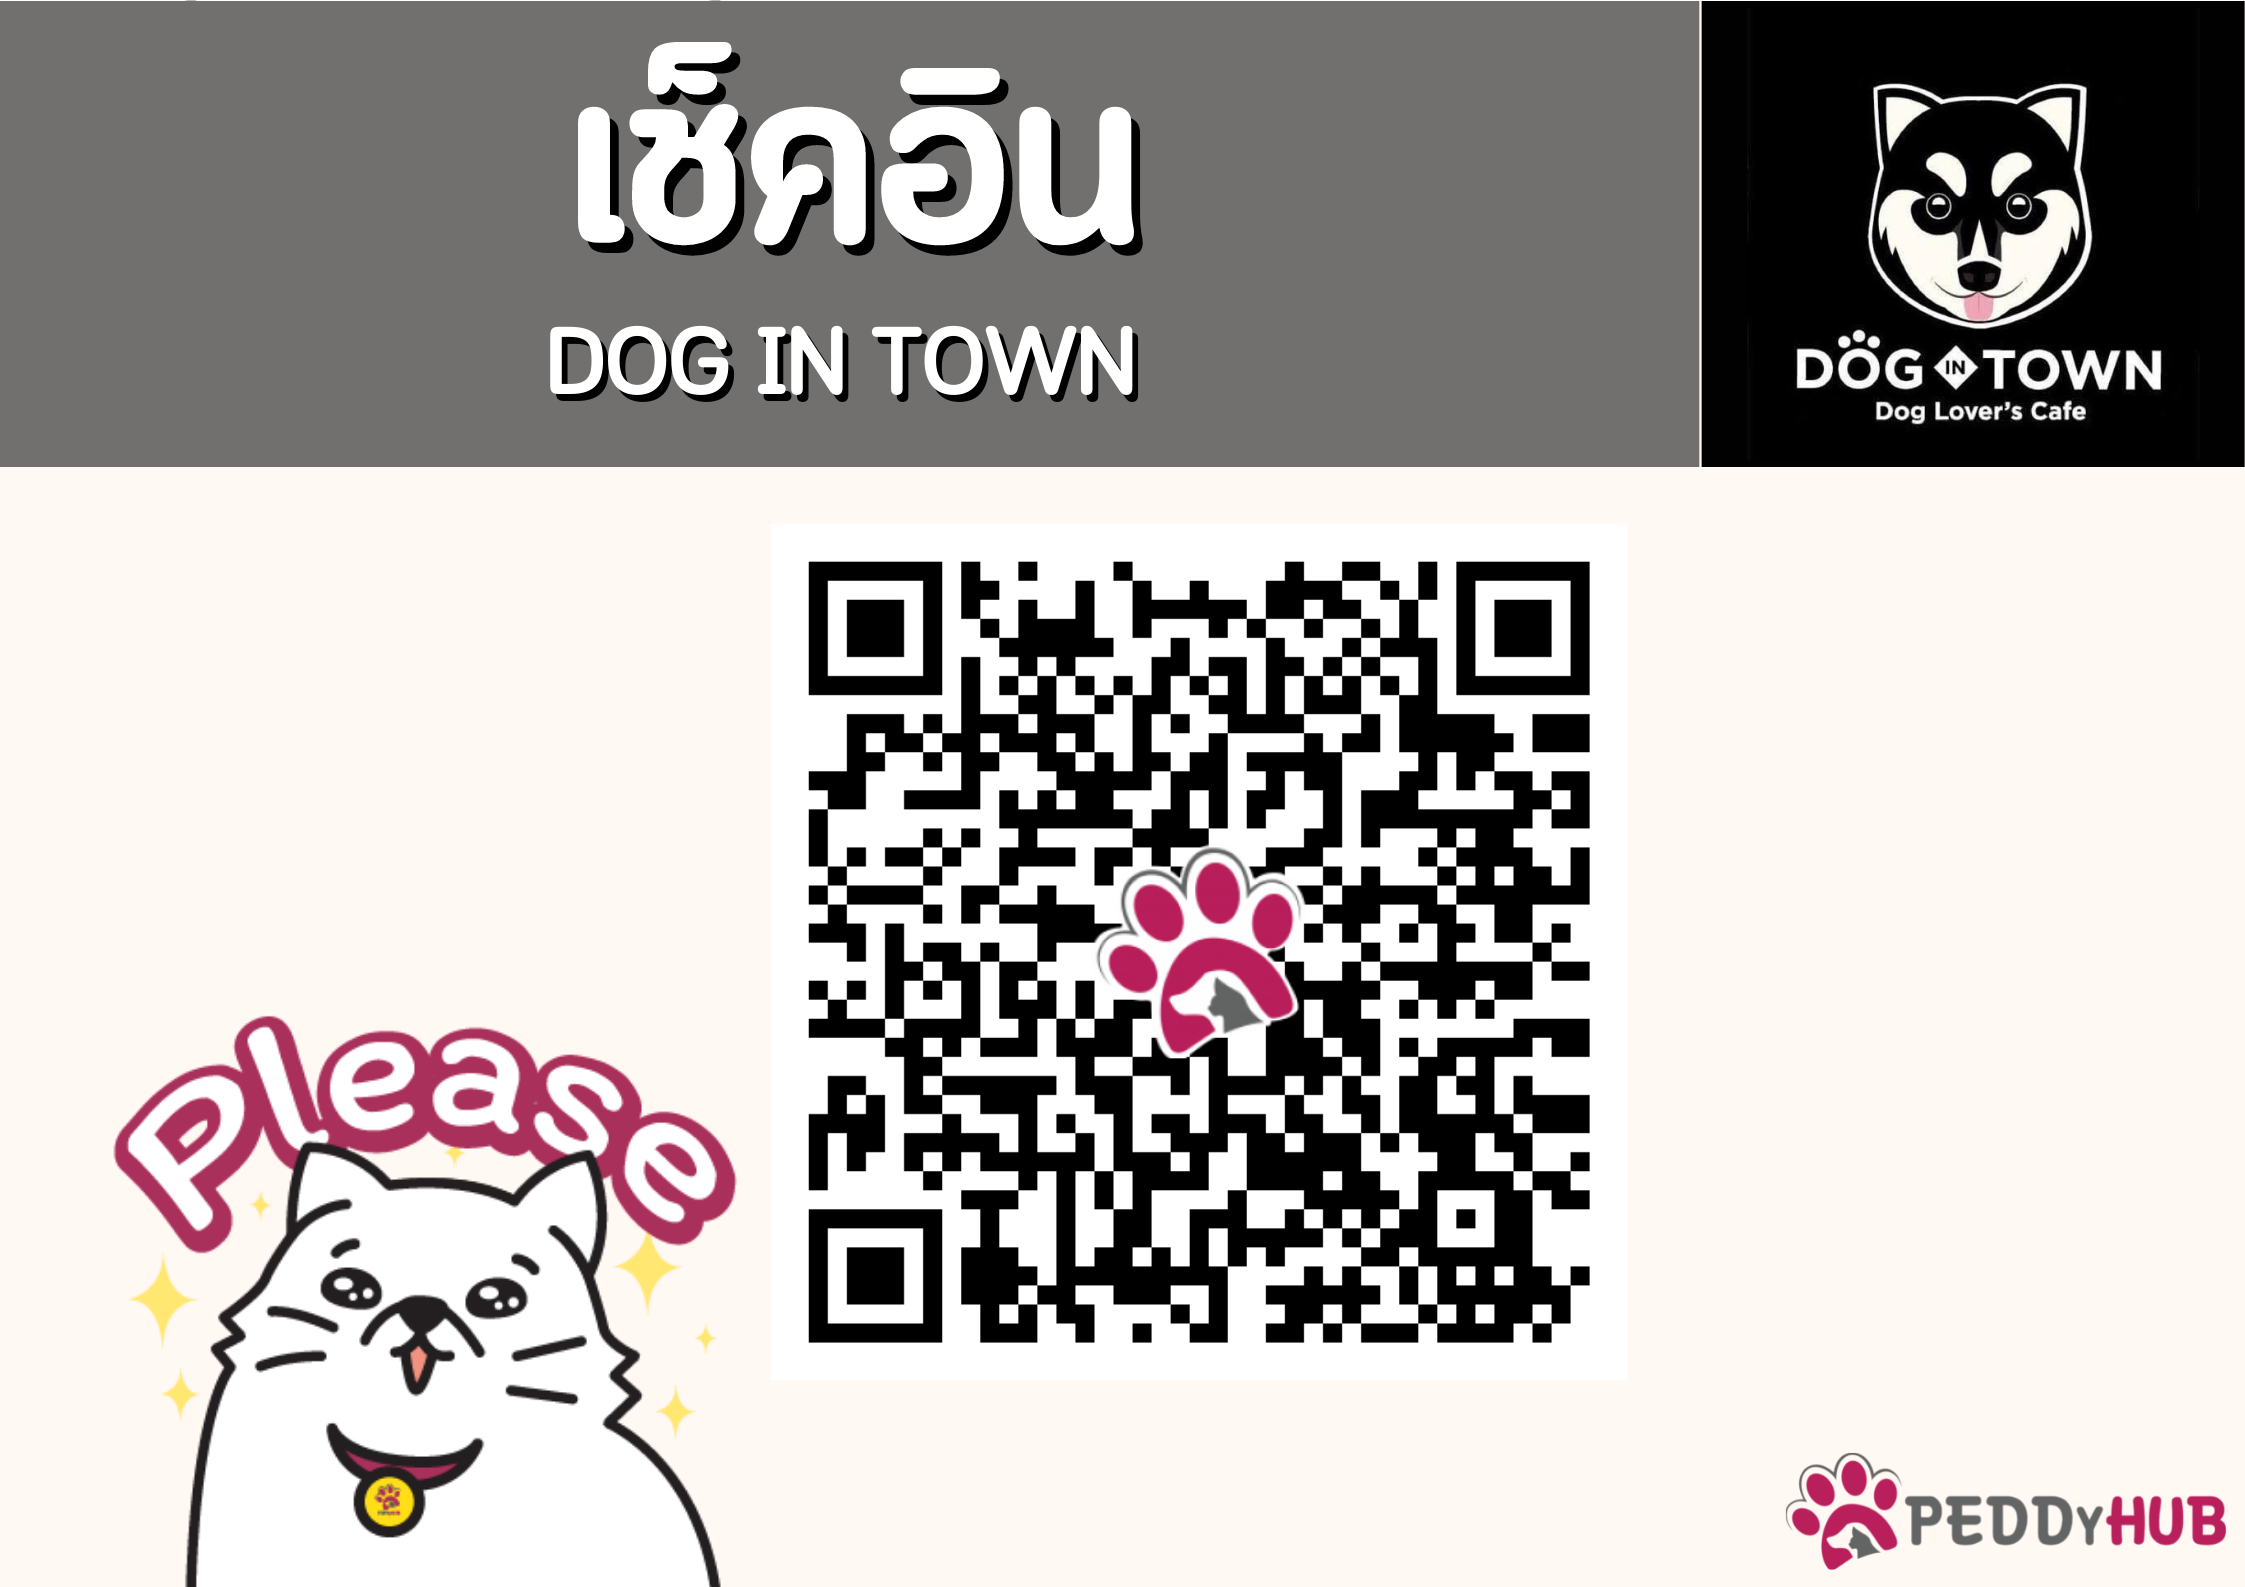 เช็คอิน
DOG IN TOWN
DOG IN TOWN
Dog Lover's Cafe
Please
PEDDyHUB